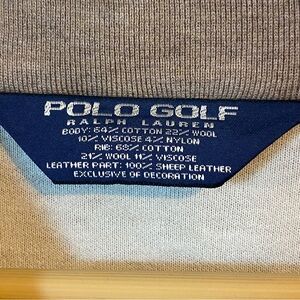 POLO GOLF
RALPH LAUREN
BODY: 64% COTTON 22% WOOL
10% VISCOSE 4% NYLON
RIB: 68% COTTON
21% WOOL 11% VISCOSE
LEATHER PART: 100% SHEEP LEATHER
EXCLUSIVE OF DECORATION